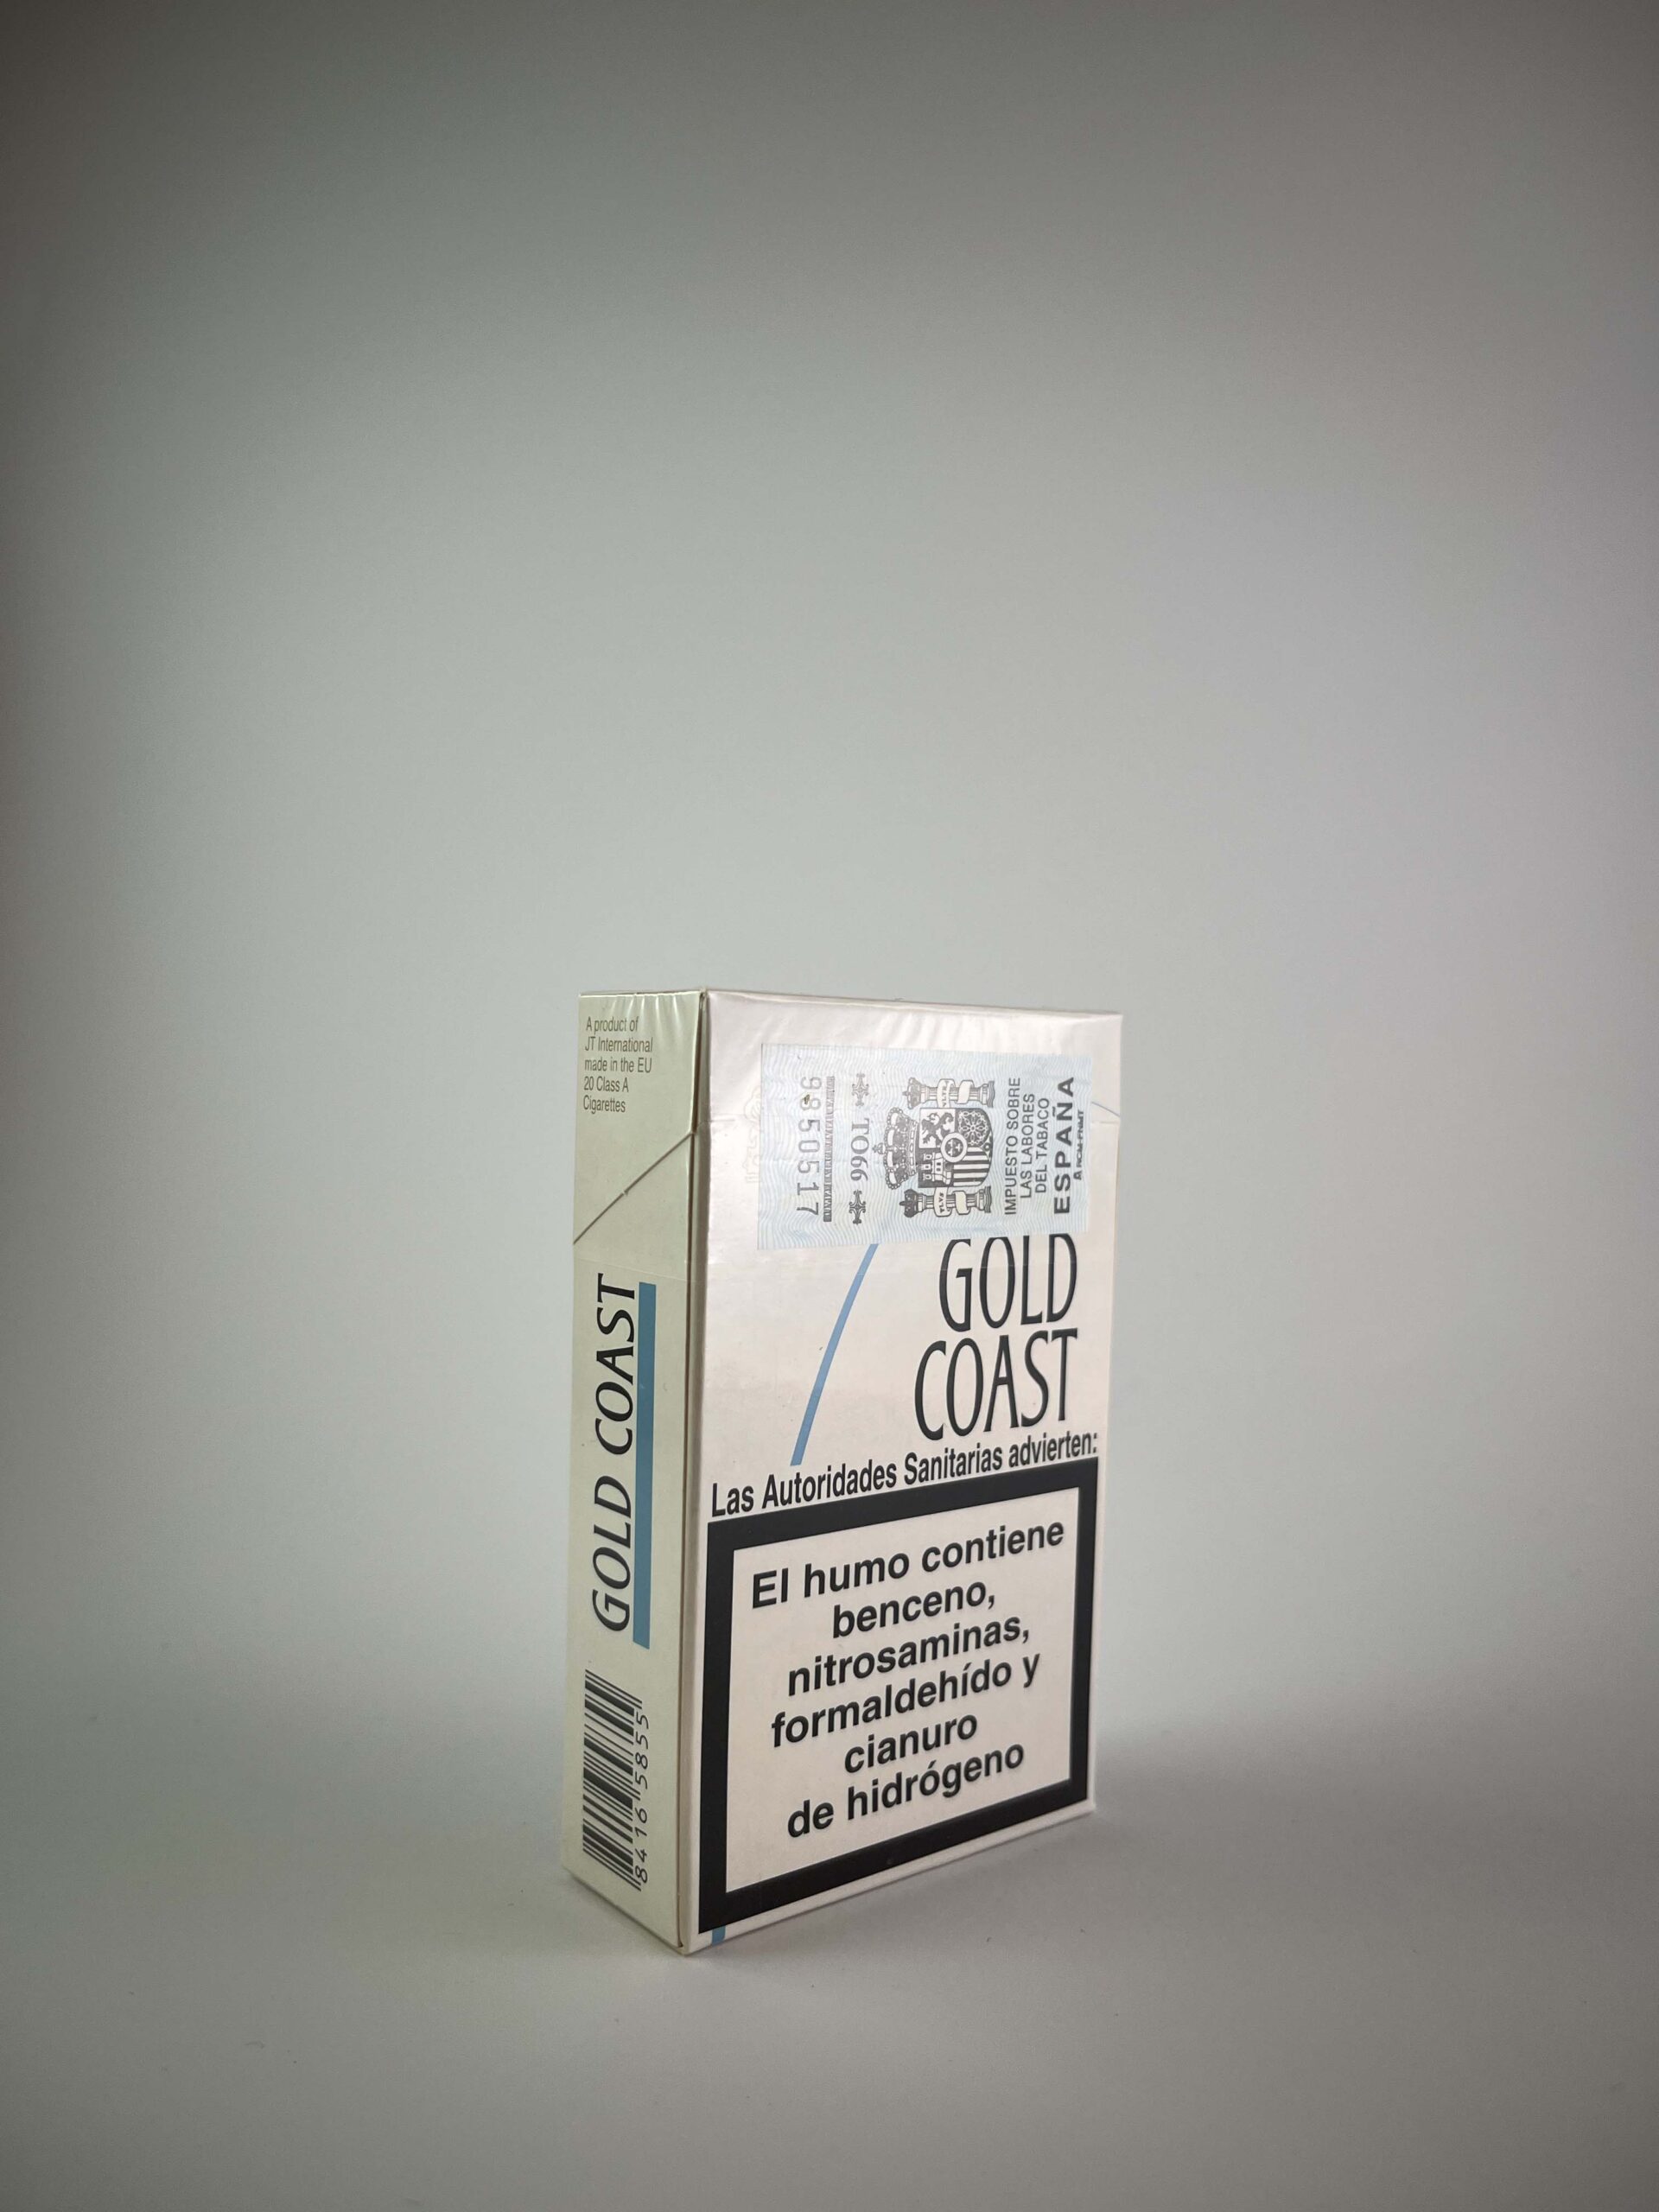 A product of
JT International
made in the EU
20 Class A
Cigarettes
GOLD COAST
8416 5855
9850517
TO66
IMPUESTO SOBRE
LAS LABORES
DEL TABACO
ESPAÑA
GOLD
COAST
Las Autoridades Sanitarias advierten:
El humo contiene
benceno,
nitrosaminas,
formaldehído y
cianuro
de hidrógeno